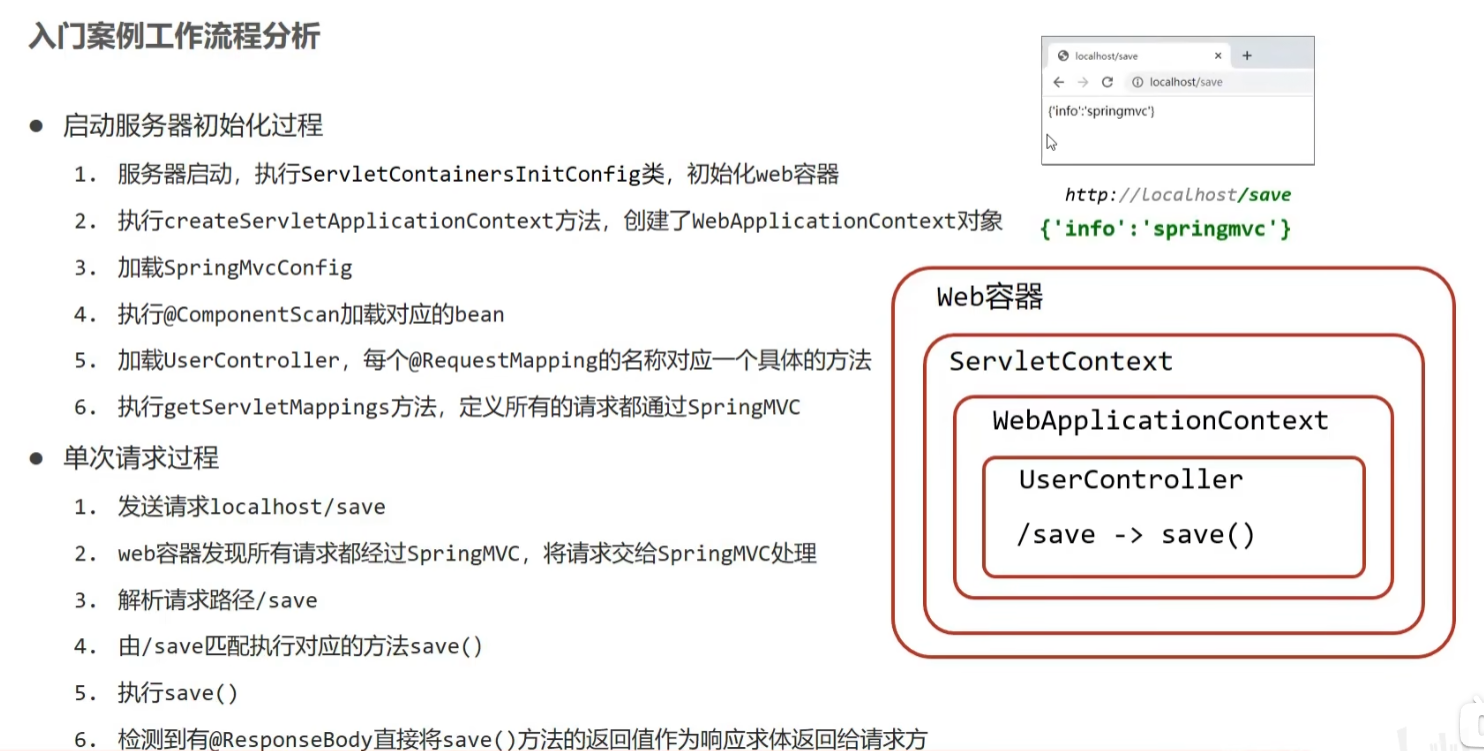 入门案例工作流程分析
● 启动服务器初始化过程
1. 服务器启动，执行ServletContainersInitConfig类，初始化web容器
2. 执行createServletApplicationContext方法，创建了WebApplicationContext对象
3. 加载SpringMvcConfig
4. 执行@ComponentScan加载对应的bean
5. 加载UserController，每个@RequestMapping的名称对应一个具体的方法
6. 执行getServletMappings方法，定义所有的请求都通过SpringMVC
● 单次请求过程
1. 发送请求localhost/save
2. web容器发现所有请求都经过SpringMVC，将请求交给SpringMVC处理
3. 解析请求路径/save
4. 由/save匹配执行对应的方法save()
5. 执行save()
6. 检测到有@ResponseBody直接将save()方法的返回值作为响应求体返回给请求方
localhost/save
localhost/save
{'info':'springmvc'}
http://localhost/save
{'info':'springmvc'}
Web容器
ServletContext
WebApplicationContext
UserController
/save -> save()